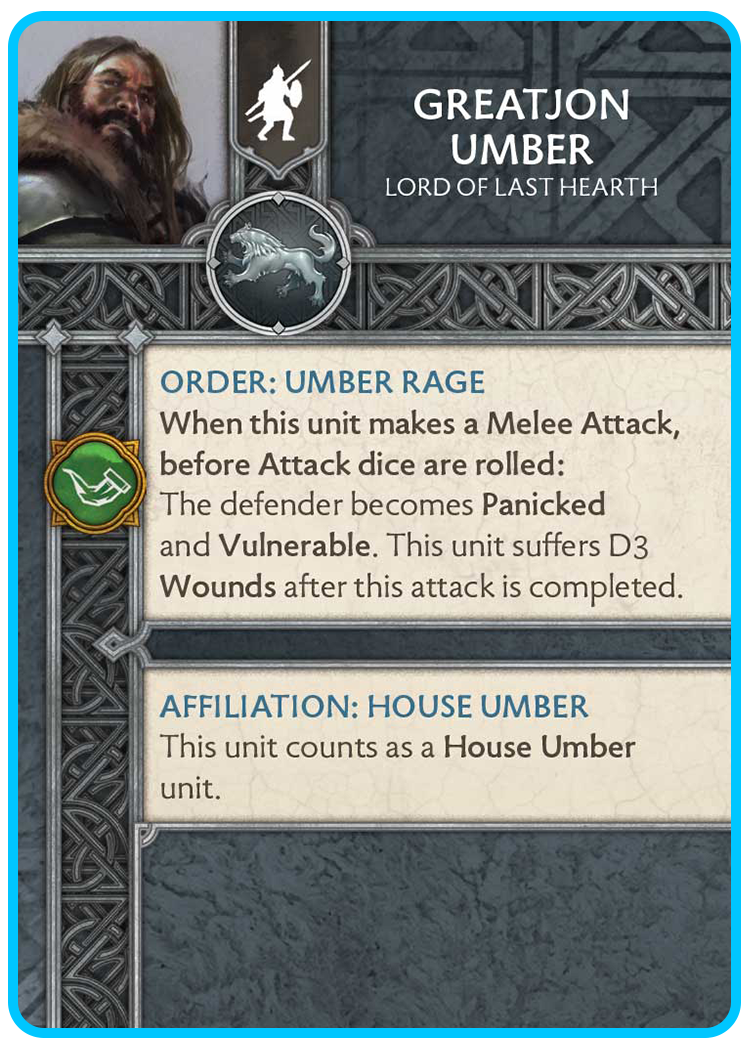 GREATJON
UMBER
LORD OF LAST HEARTH
ORDER: UMBER RAGE
When this unit makes a Melee Attack,
before Attack dice are rolled:
The defender becomes Panicked
and Vulnerable. This unit suffers D3
Wounds after this attack is completed.
AFFILIATION: HOUSE UMBER
This unit counts as a House Umber
unit.